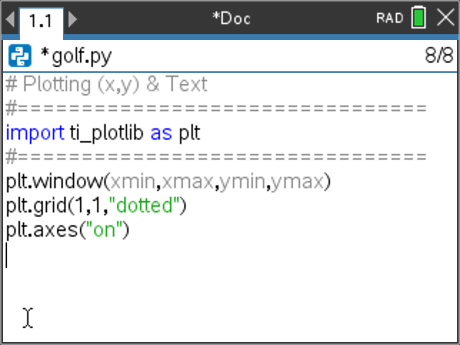 1.1 *Doc RAD
*golf.py 8/8
# Plotting (x,y) & Text
#================================
import ti_plotlib as plt
#================================
plt.window(xmin,xmax,ymin,ymax)
plt.grid(1,1,"dotted")
plt.axes("on")